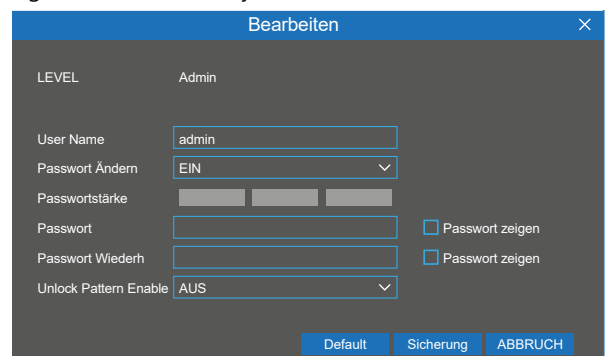 Bearbeiten
LEVEL Admin
User Name admin
Passwort Ändern EIN
Passwortstärke
Passwort Passwort zeigen
Passwort Wiederh Passwort zeigen
Unlock Pattern Enable AUS
Default Sicherung ABBRUCH